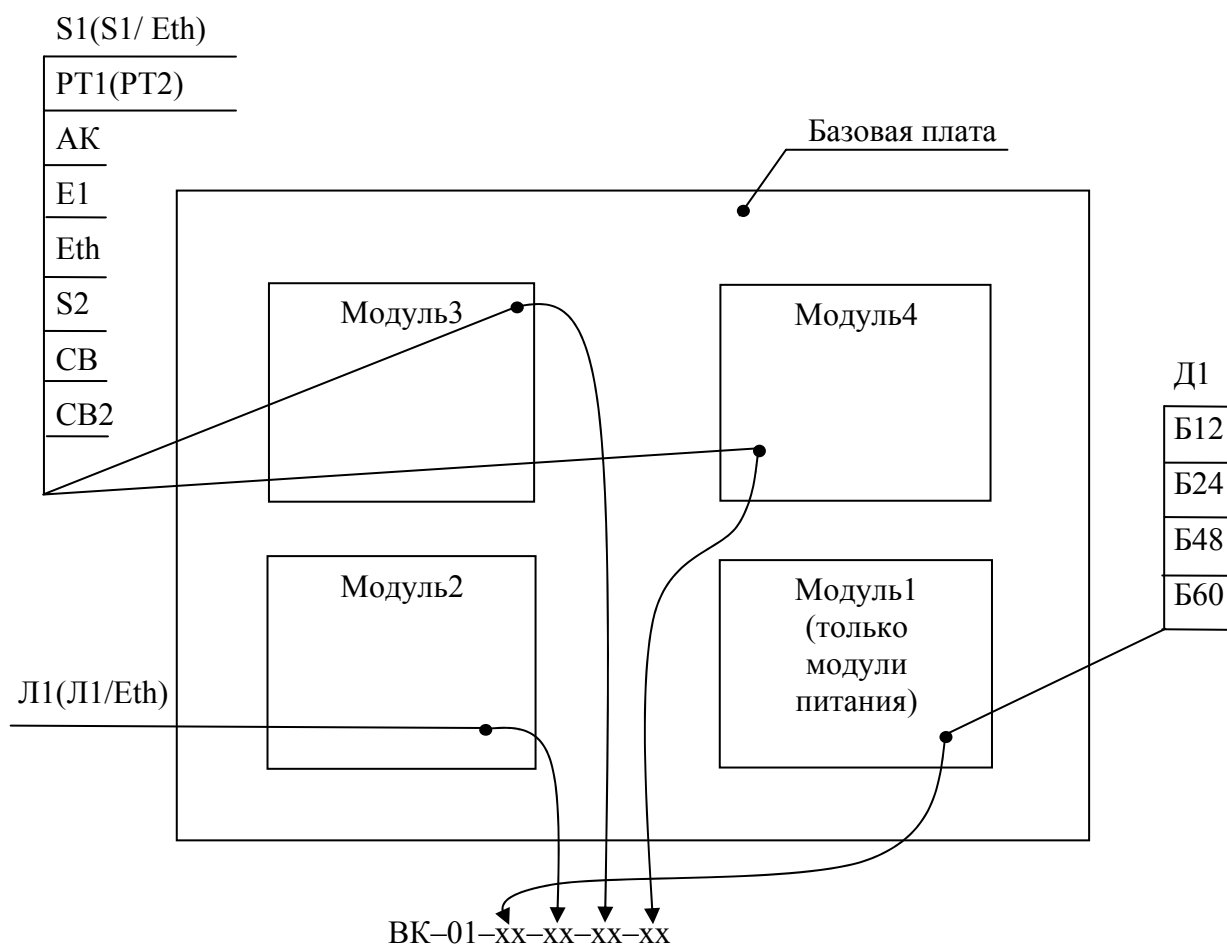 S1(S1/ Eth)
РТ1(РТ2)
АК
Е1
Eth
S2
СВ
СВ2
Базовая плата
Модуль3
Модуль4
Д1
Б12
Б24
Б48
Б60
Модуль2
Модуль1
(только
модули
питания)
Л1(Л1/Eth)
ВК–01–хх–хх–хх–хх